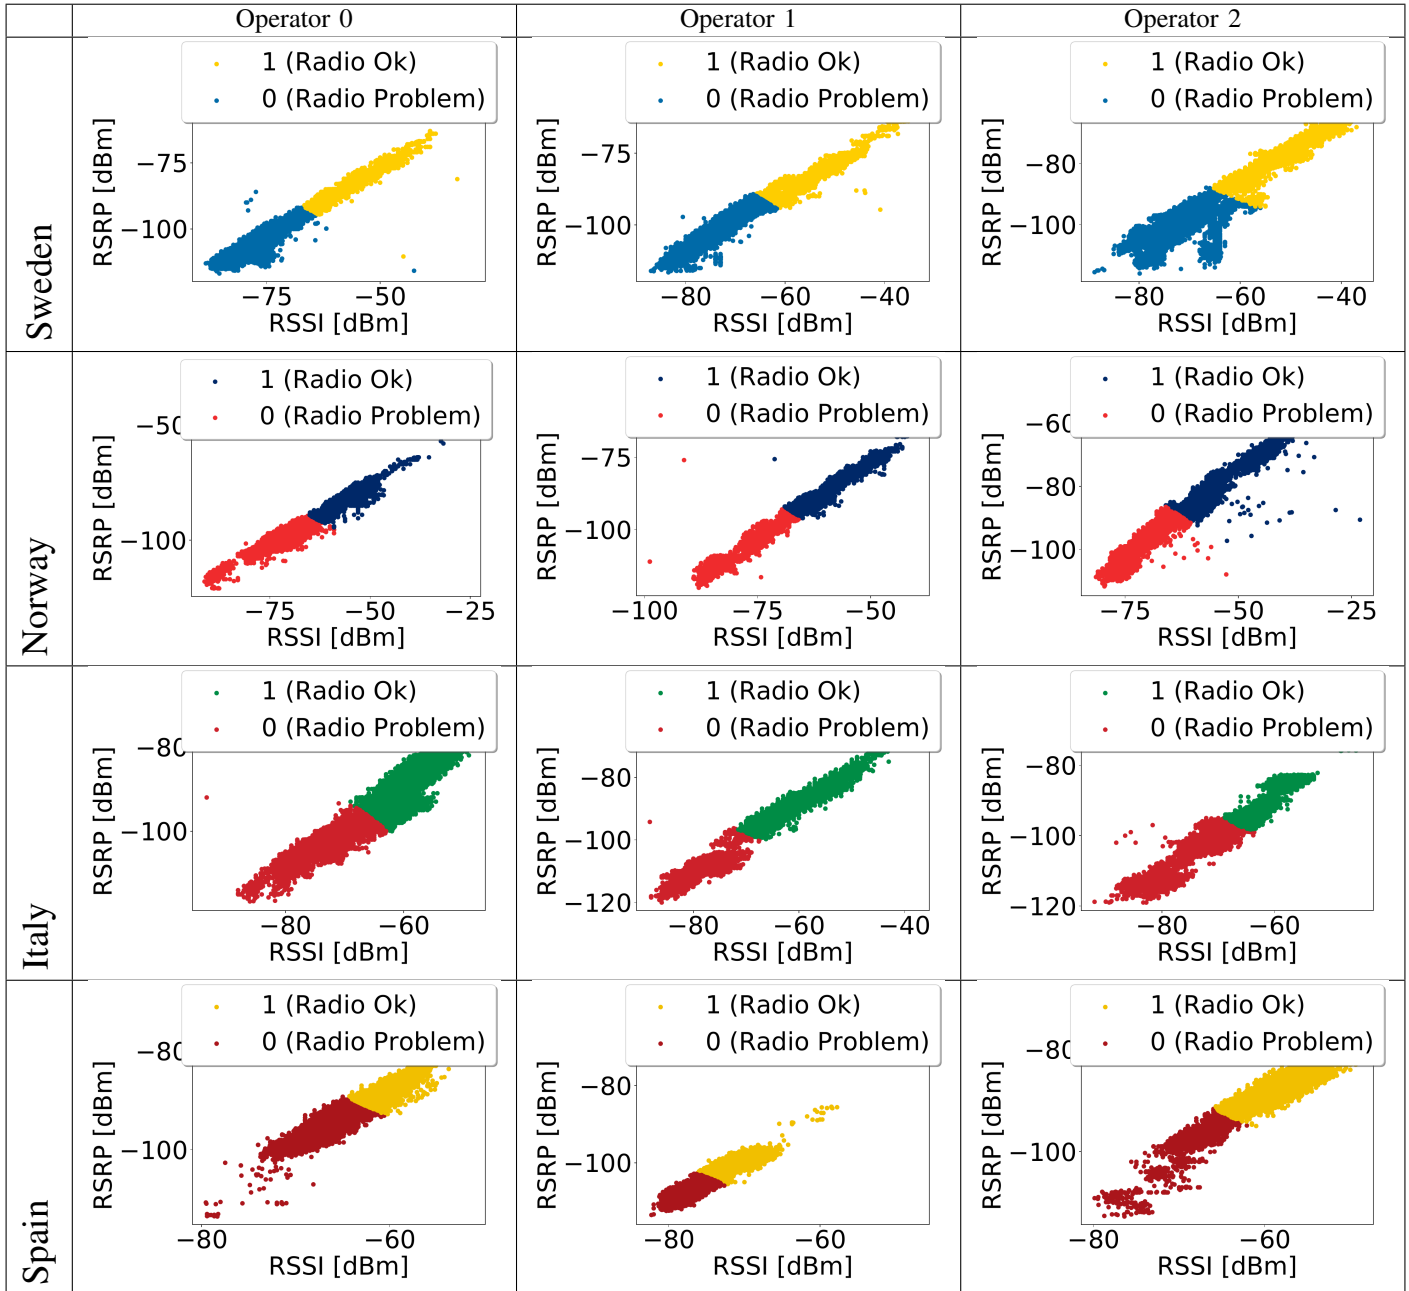 Operator 0 Operator 1 Operator 2
Sweden
1 (Radio Ok)
0 (Radio Problem)
RSRP [dBm]
−75
−100
−75 −50
RSSI [dBm]
1 (Radio Ok)
0 (Radio Problem)
RSRP [dBm]
−75
−100
−80 −60 −40
RSSI [dBm]
1 (Radio Ok)
0 (Radio Problem)
RSRP [dBm]
−80
−100
−80 −60 −40
RSSI [dBm]
Norway
1 (Radio Ok)
0 (Radio Problem)
RSRP [dBm]
−50
−100
−75 −50 −25
RSSI [dBm]
1 (Radio Ok)
0 (Radio Problem)
RSRP [dBm]
−75
−100
−100 −75 −50
RSSI [dBm]
1 (Radio Ok)
0 (Radio Problem)
RSRP [dBm]
−60
−80
−100
−75 −50 −25
RSSI [dBm]
Italy
1 (Radio Ok)
0 (Radio Problem)
RSRP [dBm]
−80
−100
−80 −60
RSSI [dBm]
1 (Radio Ok)
0 (Radio Problem)
RSRP [dBm]
−80
−100
−120
−80 −60 −40
RSSI [dBm]
1 (Radio Ok)
0 (Radio Problem)
RSRP [dBm]
−80
−100
−120
−80 −60
RSSI [dBm]
Spain
1 (Radio Ok)
0 (Radio Problem)
RSRP [dBm]
−80
−100
−80 −60
RSSI [dBm]
1 (Radio Ok)
0 (Radio Problem)
RSRP [dBm]
−80
−100
−80 −60
RSSI [dBm]
1 (Radio Ok)
0 (Radio Problem)
RSRP [dBm]
−80
−100
−80 −60
RSSI [dBm]